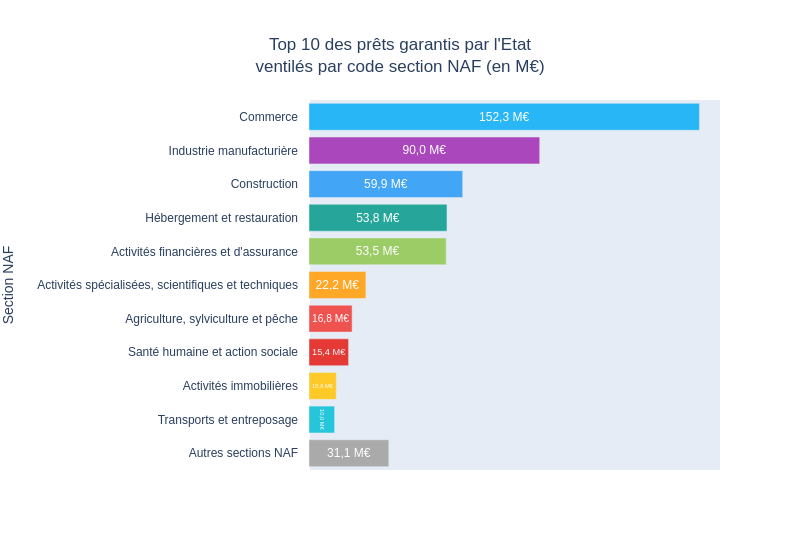 Top 10 des prêts garantis par l'Etat
ventilés par code section NAF (en M€)
Section NAF
Commerce 152,3 M€
Industrie manufacturière 90,0 M€
Construction 59,9 M€
Hébergement et restauration 53,8 M€
Activités financières et d'assurance 53,5 M€
Activités spécialisées, scientifiques et techniques 22,2 M€
Agriculture, sylviculture et pêche 16,8 M€
Santé humaine et action sociale 15,4 M€
Activités immobilières
Transports et entreposage
Autres sections NAF 31,1 M€